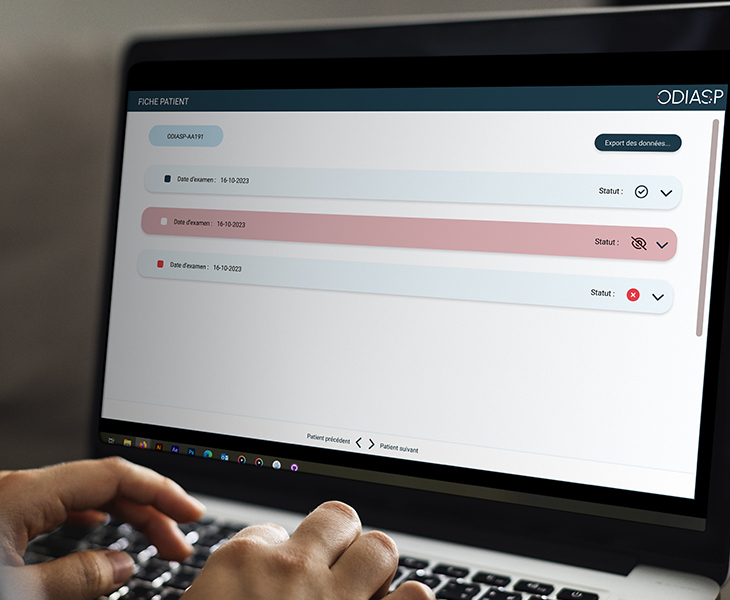 FICHE PATIENT
ODIASP
ODIASP-AA191
Export des données...
Date d'examen : 16-10-2023
Statut :
Date d'examen : 16-10-2023
Statut :
Date d'examen : 16-10-2023
Statut :
Patient précédent
Patient suivant